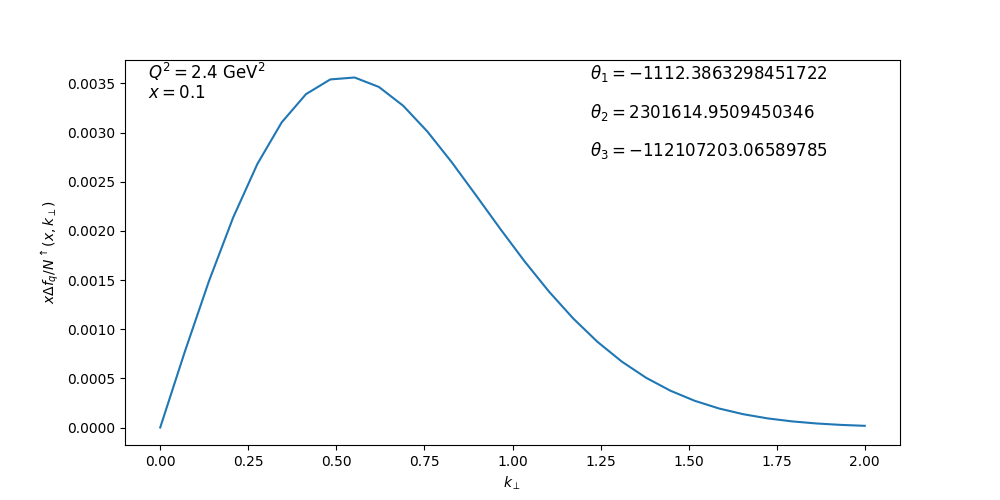 Q² = 2.4 GeV²
x = 0.1
θ₁ = −1112.3863298451722
θ₂ = 2301614.9509450346
θ₃ = −112107203.06589785
xΔf_q/N^↑(x, k_⊥)
0.0035
0.0030
0.0025
0.0020
0.0015
0.0010
0.0005
0.0000
0.00 0.25 0.50 0.75 1.00 1.25 1.50 1.75 2.00
k_⊥